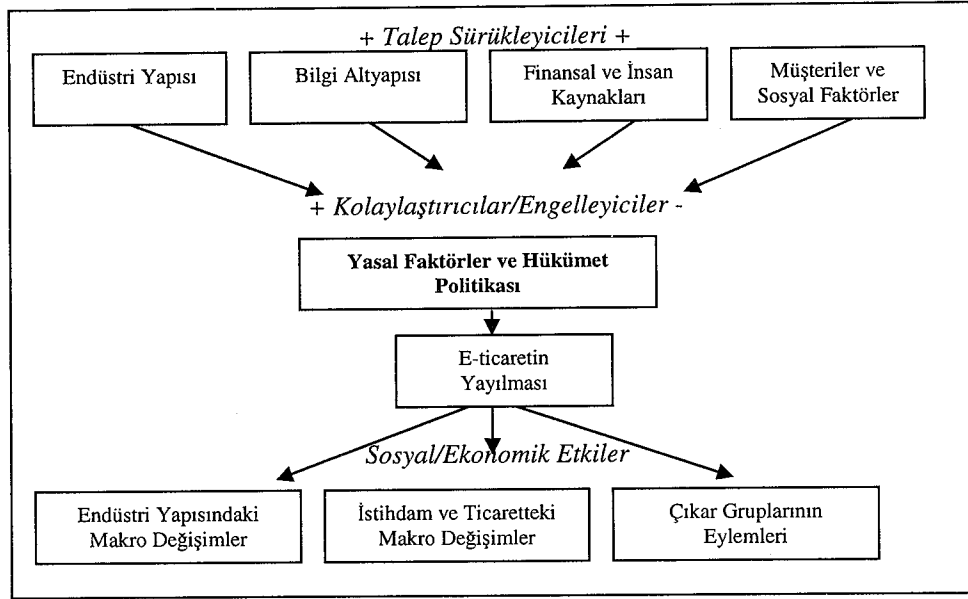 + Talep Sürükleyicileri +
Endüstri Yapısı
Bilgi Altyapısı
Finansal ve İnsan
Kaynakları
Müşteriler ve
Sosyal Faktörler
+ Kolaylaştırıcılar/Engelleyiciler -
Yasal Faktörler ve Hükümet
Politikası
E-ticaretin
Yayılması
Sosyal/Ekonomik Etkiler
Endüstri Yapısındaki
Makro Değişimler
İstihdam ve Ticaretteki
Makro Değişimler
Çıkar Gruplarının
Eylemleri